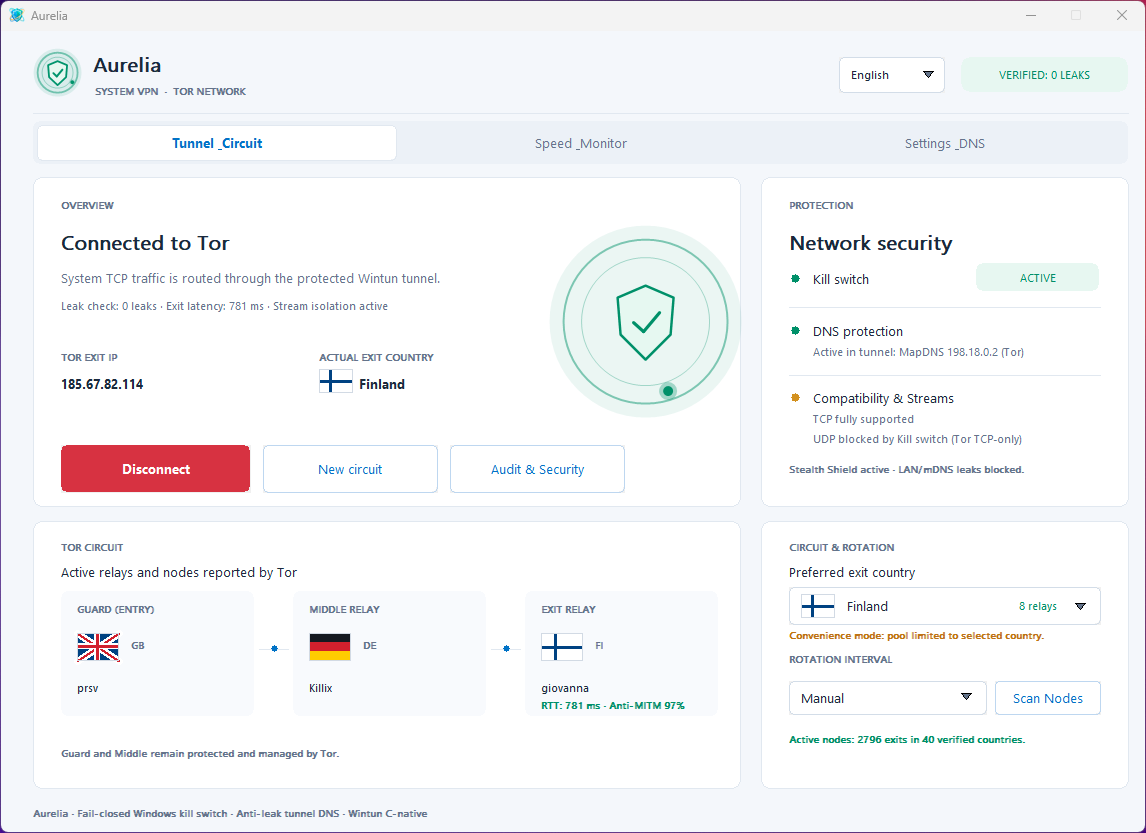 Aurelia
Aurelia
SYSTEM VPN · TOR NETWORK
English
VERIFIED: 0 LEAKS
Tunnel _Circuit
Speed _Monitor
Settings _DNS
OVERVIEW
Connected to Tor
System TCP traffic is routed through the protected Wintun tunnel.
Leak check: 0 leaks · Exit latency: 781 ms · Stream isolation active
TOR EXIT IP
185.67.82.114
ACTUAL EXIT COUNTRY
Finland
Disconnect
New circuit
Audit & Security
PROTECTION
Network security
Kill switch
ACTIVE
DNS protection
Active in tunnel: MapDNS 198.18.0.2 (Tor)
Compatibility & Streams
TCP fully supported
UDP blocked by Kill switch (Tor TCP-only)
Stealth Shield active - LAN/mDNS leaks blocked.
TOR CIRCUIT
Active relays and nodes reported by Tor
GUARD (ENTRY)
GB
prsv
MIDDLE RELAY
DE
Killix
EXIT RELAY
FI
giovanna
RTT: 781 ms · Anti-MITM 97%
Guard and Middle remain protected and managed by Tor.
CIRCUIT & ROTATION
Preferred exit country
Finland
8 relays
Convenience mode: pool limited to selected country.
ROTATION INTERVAL
Manual
Scan Nodes
Active nodes: 2796 exits in 40 verified countries.
Aurelia · Fail-closed Windows kill switch · Anti-leak tunnel DNS · Wintun C-native